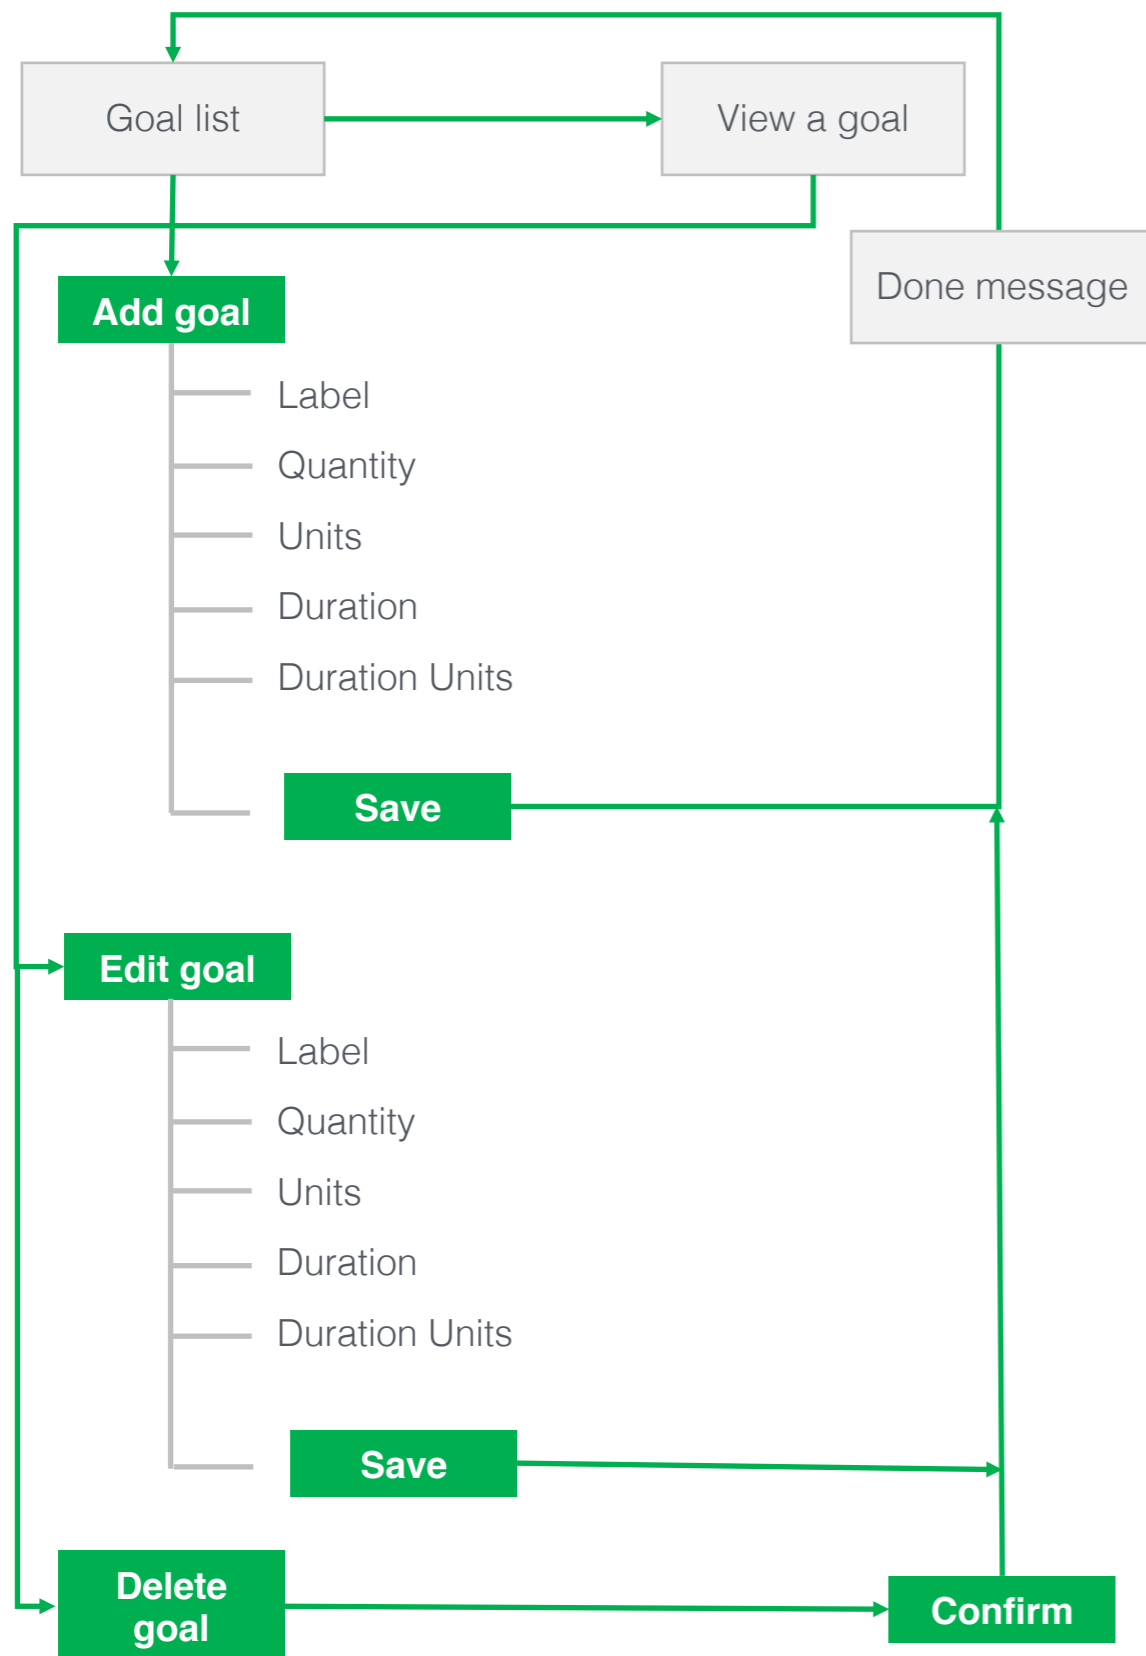 Goal list
View a goal
Done message
Add goal
Label
Quantity
Units
Duration
Duration Units
Save
Edit goal
Label
Quantity
Units
Duration
Duration Units
Save
Delete
goal
Confirm